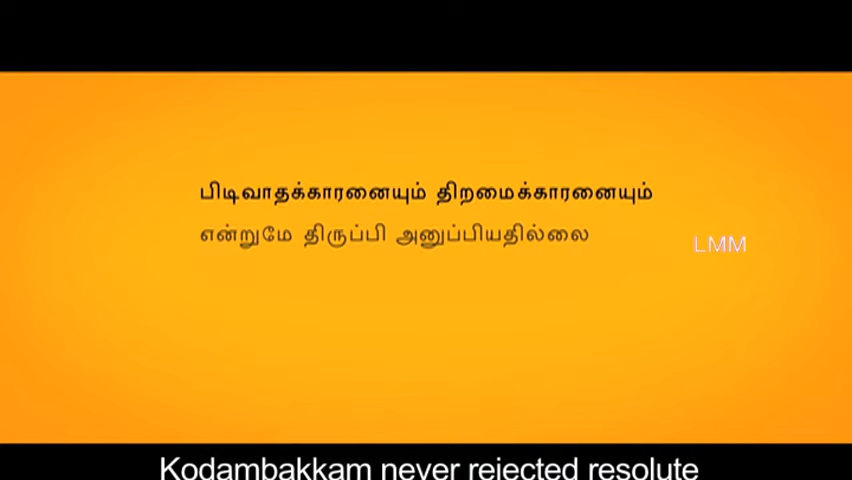 பிடிவாதக்காரனையும் திறமைக்காரனையும்
என்றுமே திருப்பி அனுப்பியதில்லை
LMM
Kodambakkam never rejected resolute